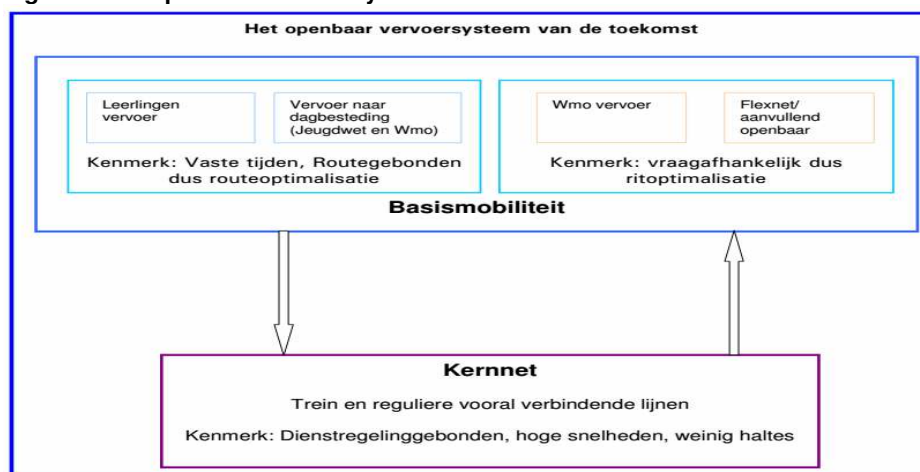 Het openbaar vervoersysteem van de toekomst
Leerlingen
vervoer
Vervoer naar
dagbesteding
(Jeugdwet en Wmo)
Kenmerk: Vaste tijden, Routegebonden
dus routeoptimalisatie
Wmo vervoer
Flexnet/
aanvullend
openbaar
Kenmerk: vraagafhankelijk dus
ritoptimalisatie
Basismobiliteit
Kernnet
Trein en reguliere vooral verbindende lijnen
Kenmerk: Dienstregelinggebonden, hoge snelheden, weinig haltes